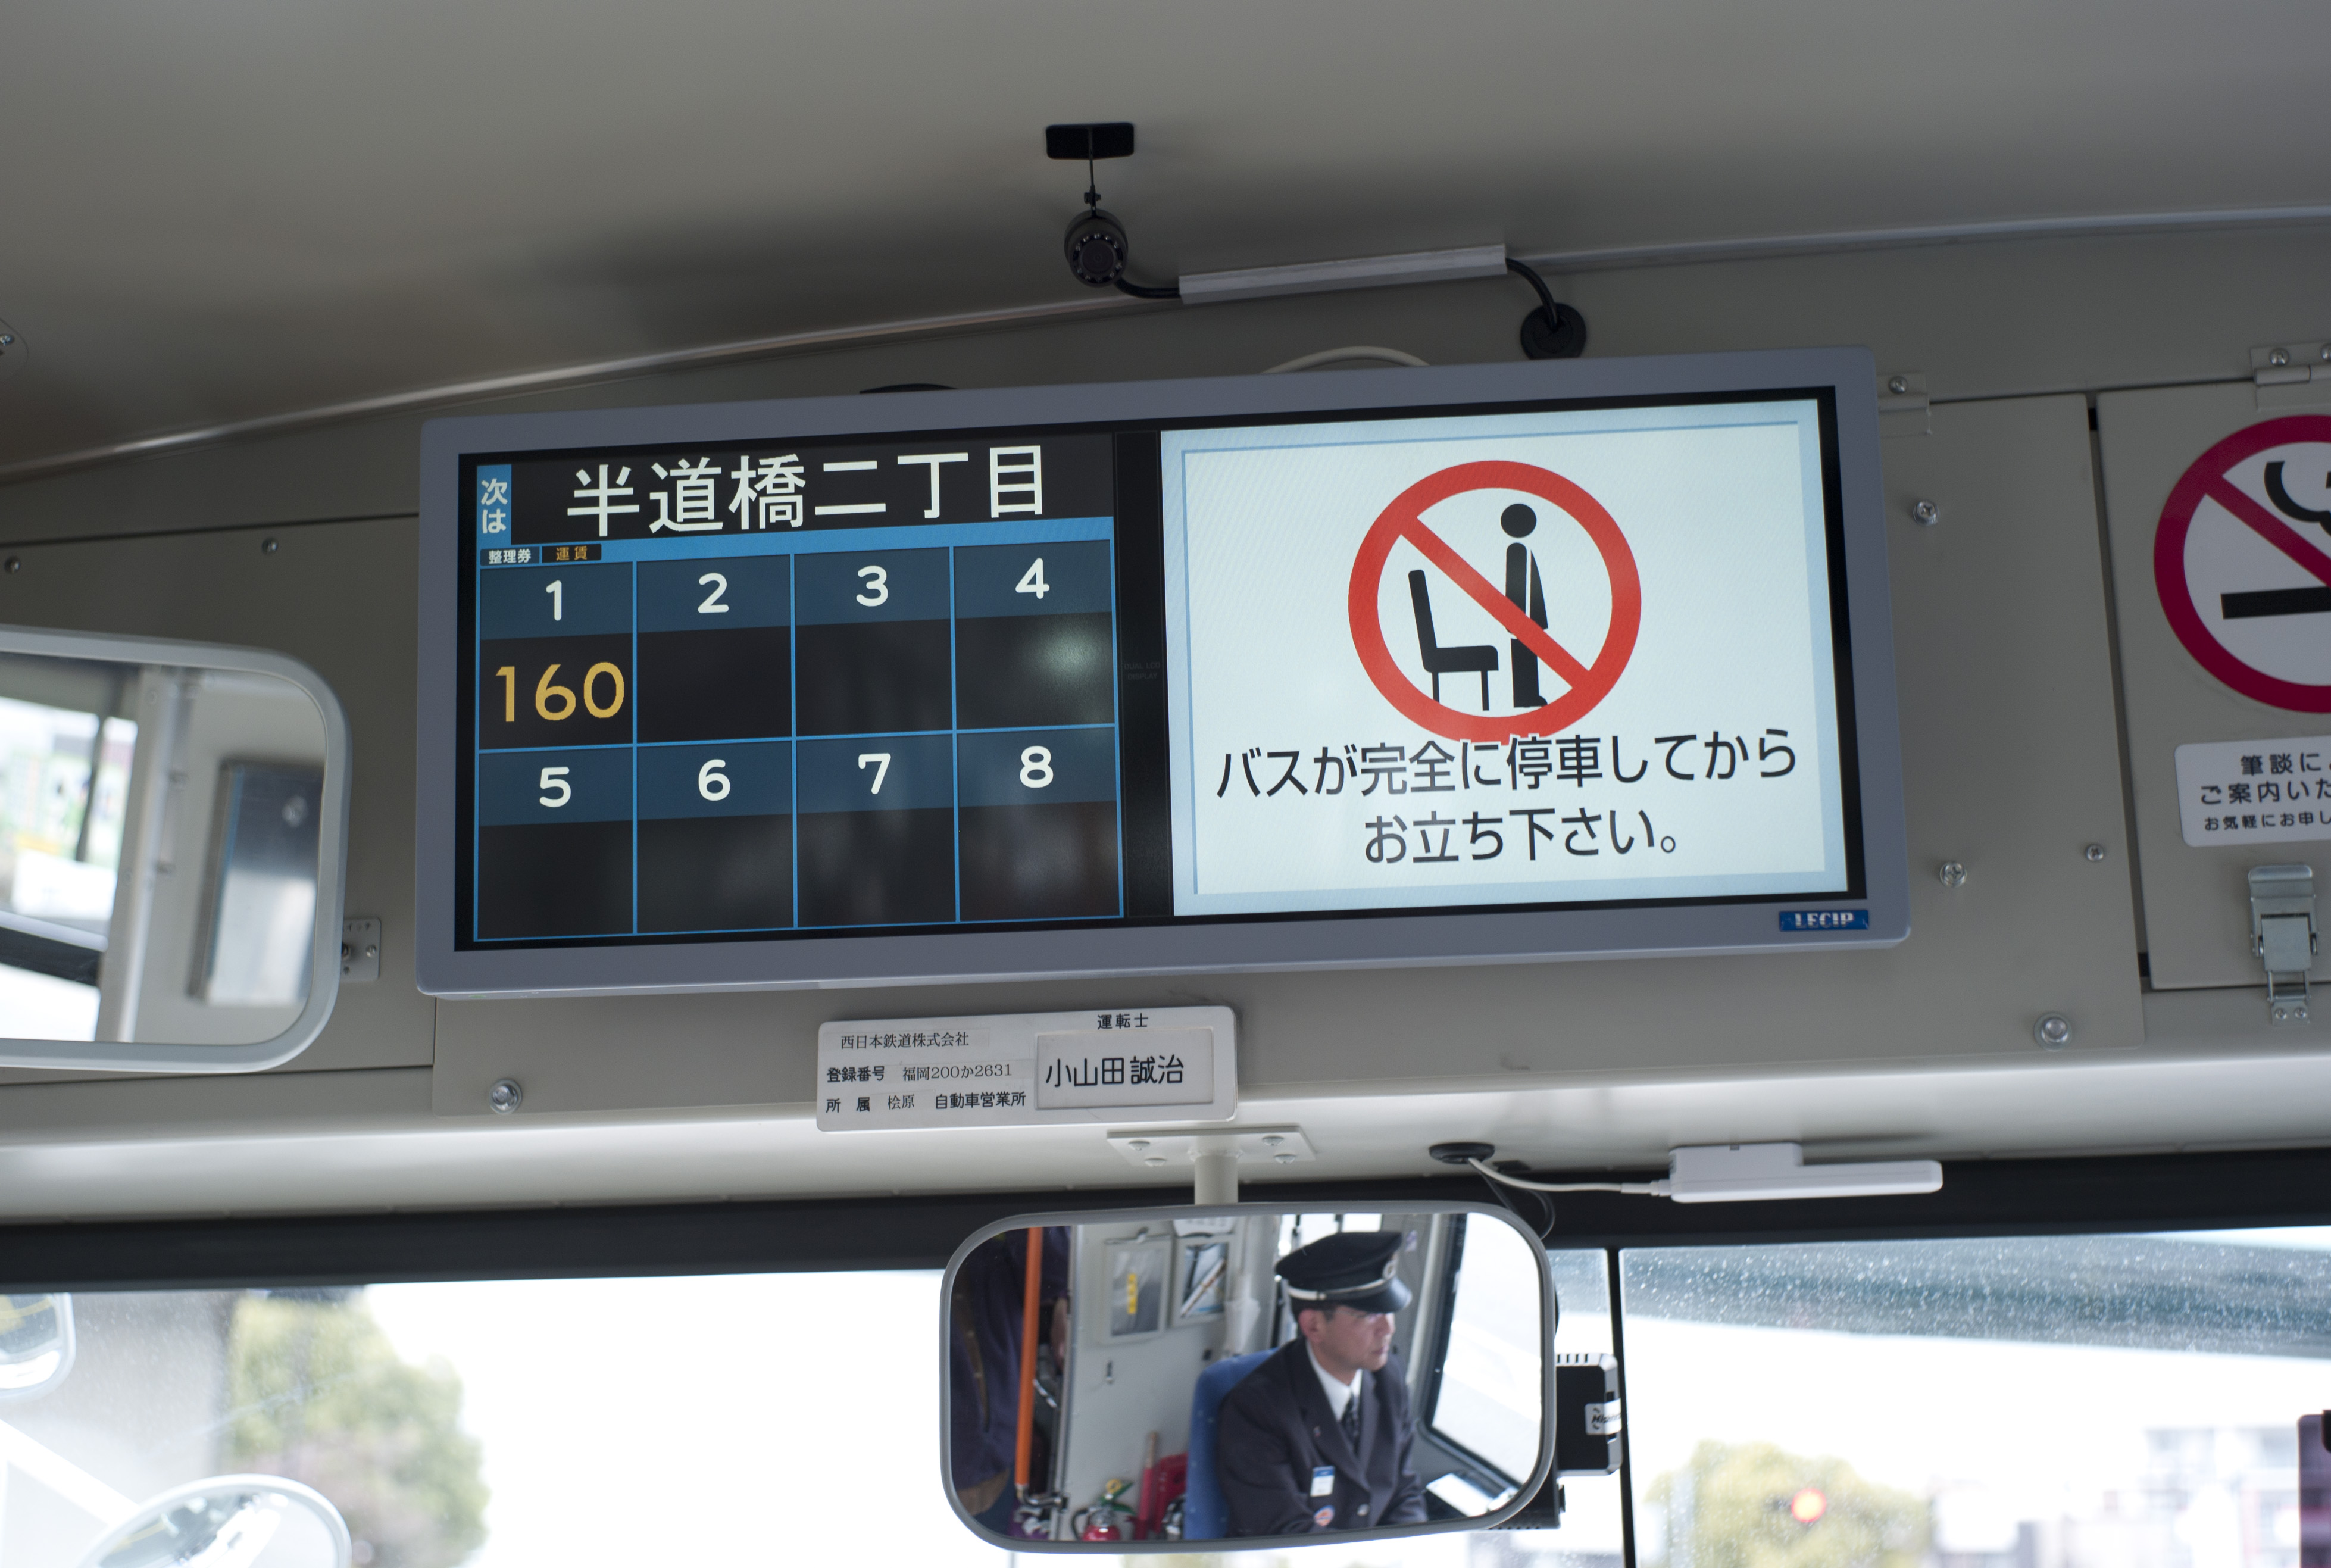 次は
半道橋二丁目
整理券 運賃
1 2 3 4
160
5 6 7 8
バスが完全に停車してから
お立ち下さい。
LECIP
DUAL LCD
DISPLAY
筆談に
ご案内いた
お気軽にお申し
西日本鉄道株式会社
登録番号 福岡200か2631
所属 桧原 自動車営業所
運転士
小山田誠治